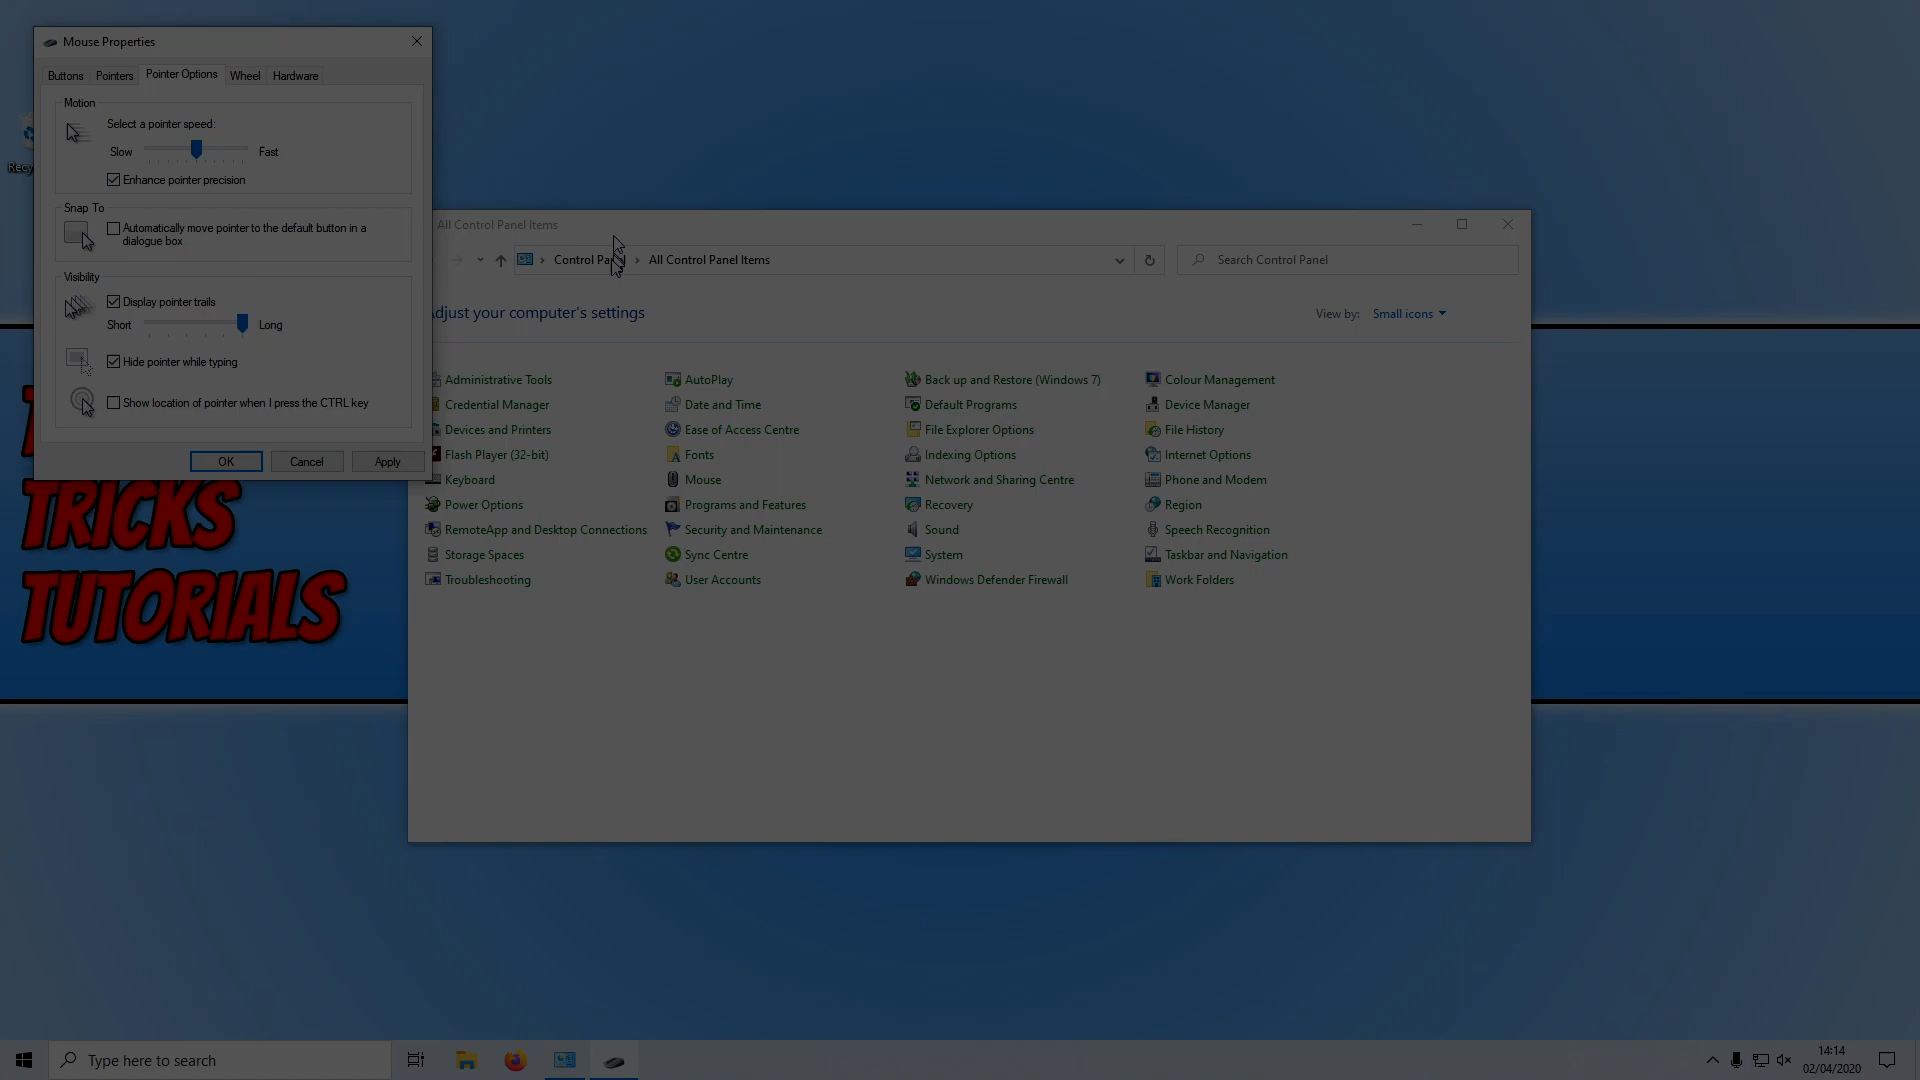 Mouse Properties
Buttons Pointers Pointer Options Wheel Hardware
Motion
Select a pointer speed:
Slow Fast
Enhance pointer precision
Snap To
Automatically move pointer to the default button in a
dialogue box
Visibility
Display pointer trails
Short Long
Hide pointer while typing
Show location of pointer when I press the CTRL key
OK Cancel Apply
All Control Panel Items
Control All Control Panel Items
Search Control Panel
your computer's settings
View by: Small icons
Administrative Tools AutoPlay Back up and Restore (Windows 7) Colour Management
Credential Manager Date and Time Default Programs Device Manager
Devices and Printers Ease of Access Centre File Explorer Options File History
Flash Player (32-bit) Fonts Indexing Options Internet Options
Keyboard Mouse Network and Sharing Centre Phone and Modem
Power Options Programs and Features Recovery Region
RemoteApp and Desktop Connections Security and Maintenance Sound Speech Recognition
Storage Spaces Sync Centre System Taskbar and Navigation
Troubleshooting User Accounts Windows Defender Firewall Work Folders
TRICKS
TUTORIALS
Type here to search
14:14
02/04/2020